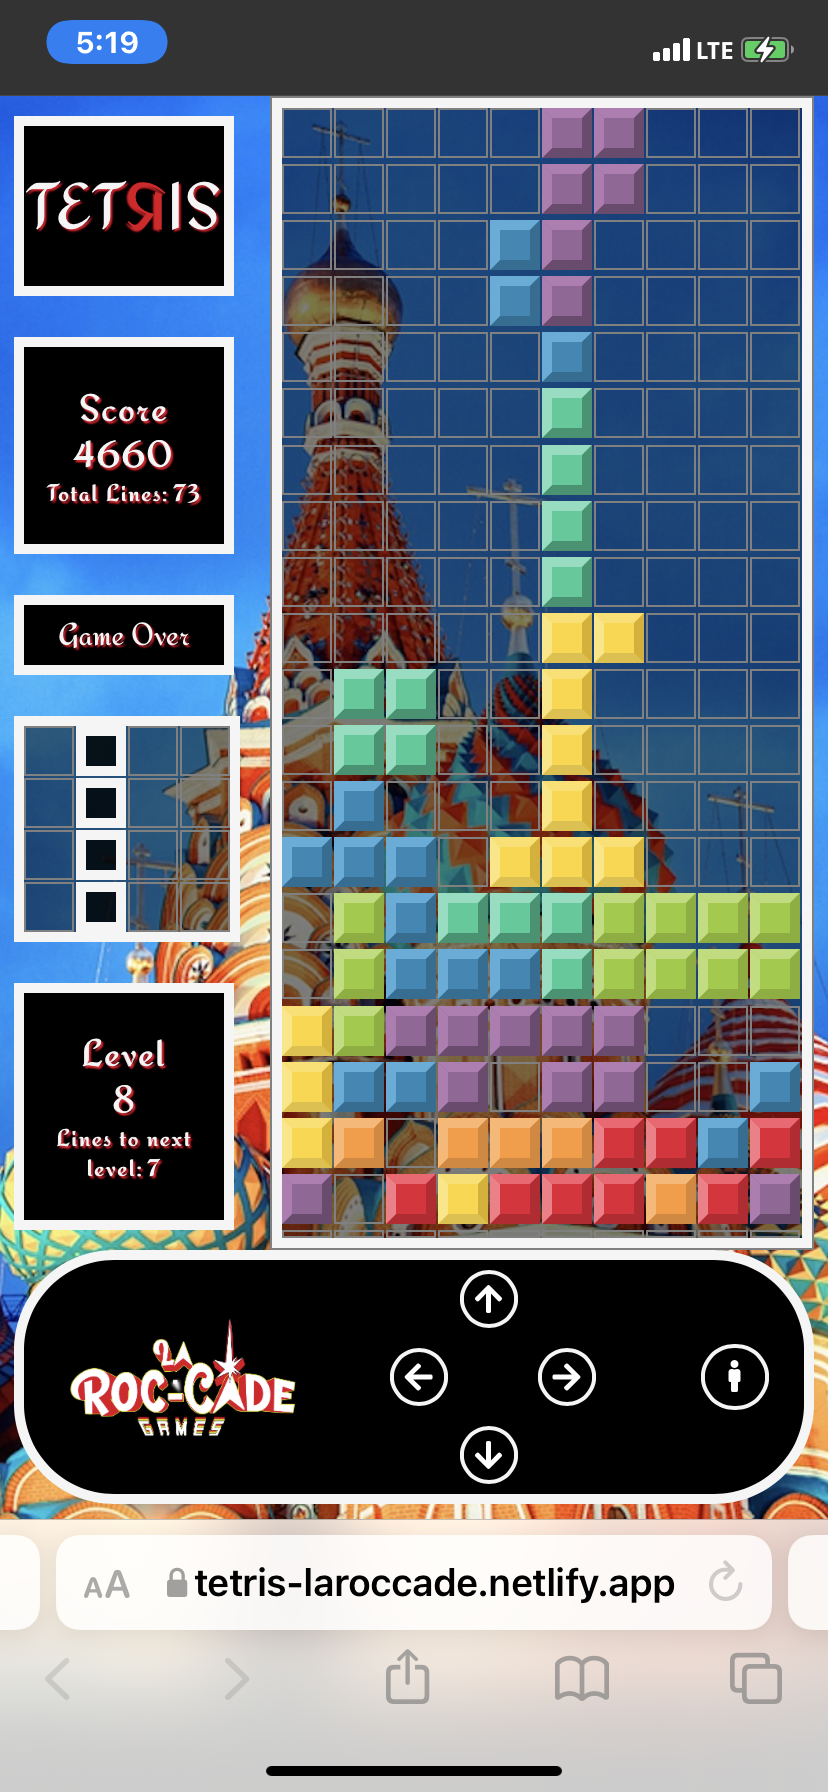 5:19
LTE
TETЯIS
Score
4660
Total Lines: 73
Game Over
Level
8
Lines to next
level: 7
LA
ROC-CADE
GAMES
AA
tetris-laroccade.netlify.app